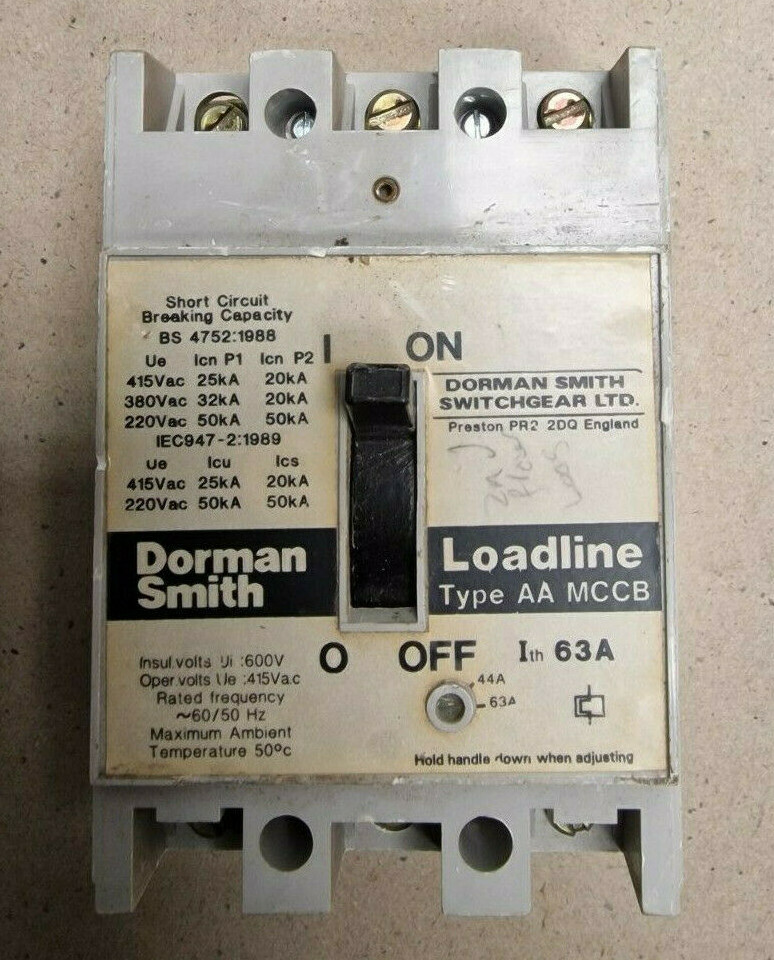 Short Circuit
Breaking Capacity
BS 4752:1988
Ue Icn P1 Icn P2
415Vac 25kA 20kA
380Vac 32kA 20kA
220Vac 50kA 50kA
IEC947-2:1989
Ue Icu Ics
415Vac 25kA 20kA
220Vac 50kA 50kA
I ON
DORMAN SMITH
SWITCHGEAR LTD.
Preston PR2 2DQ England
Dorman
Smith
Loadline
Type AA MCCB
O OFF
Ith 63A
44A
63A
Insul.volts Ui :600V
Oper.volts Ue :415Va.c
Rated frequency
~60/50 Hz
Maximum Ambient
Temperature 50ºc
Hold handle down when adjusting